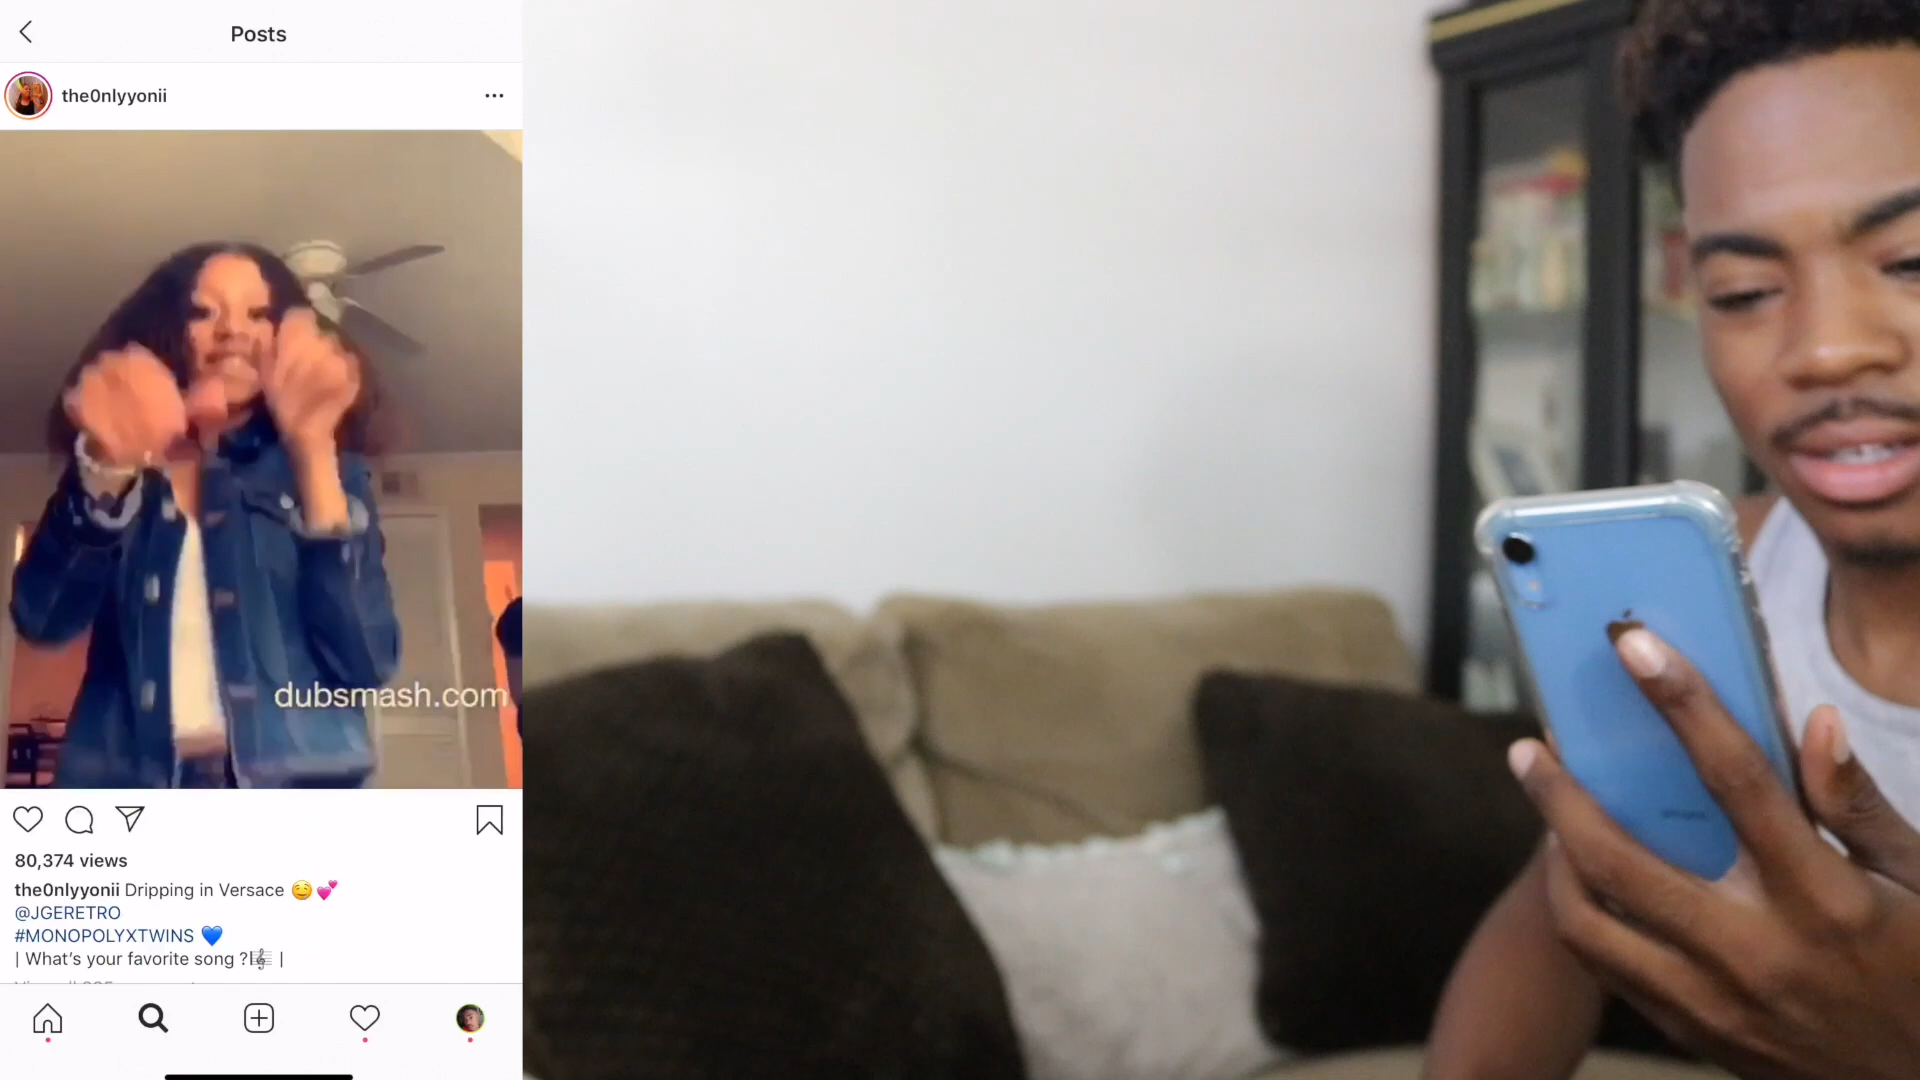 Posts
the0nlyyonii
dubsmash.com
80,374 views
the0nlyyonii Dripping in Versace 😌💕
@JGERETRO
#MONOPOLYXTWINS 💙
| What's your favorite song ?🎼 |